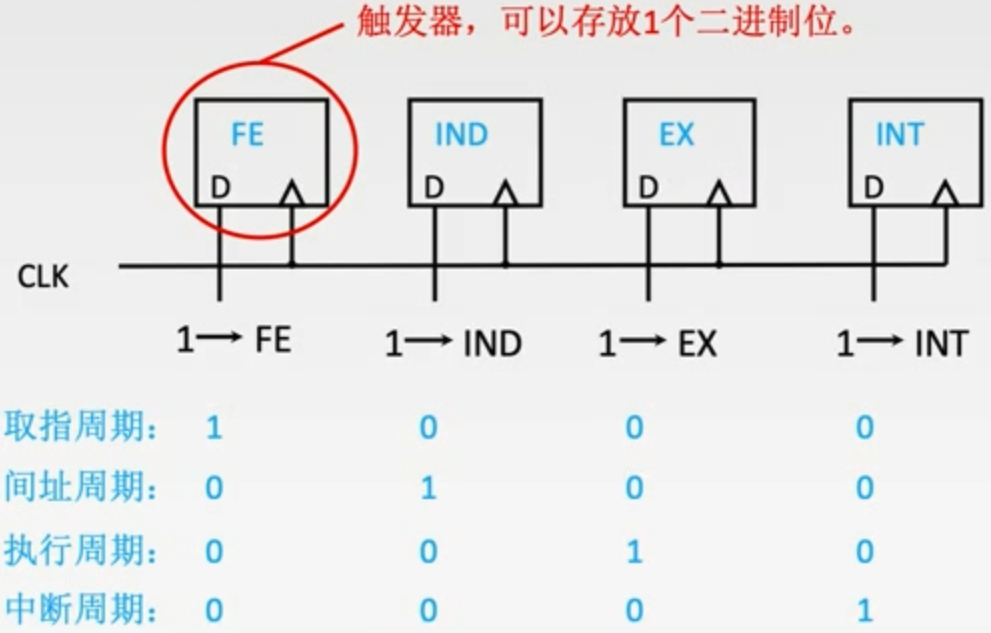 触发器，可以存放1个二进制位。
FE IND EX INT
D D D D
CLK
1→ FE 1→ IND 1→ EX 1→ INT
取指周期： 1 0 0 0
间址周期： 0 1 0 0
执行周期： 0 0 1 0
中断周期： 0 0 0 1